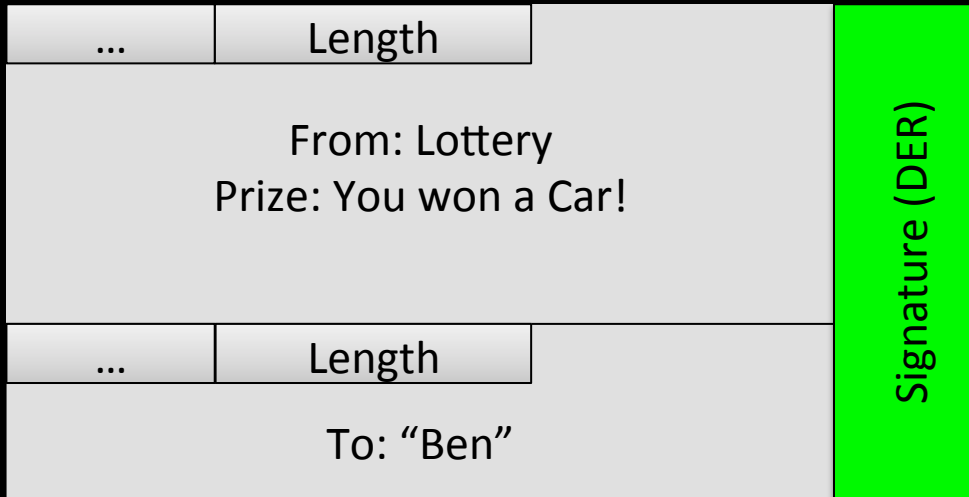 ... Length
From: Lottery
Prize: You won a Car!
... Length
To: “Ben”
Signature (DER)